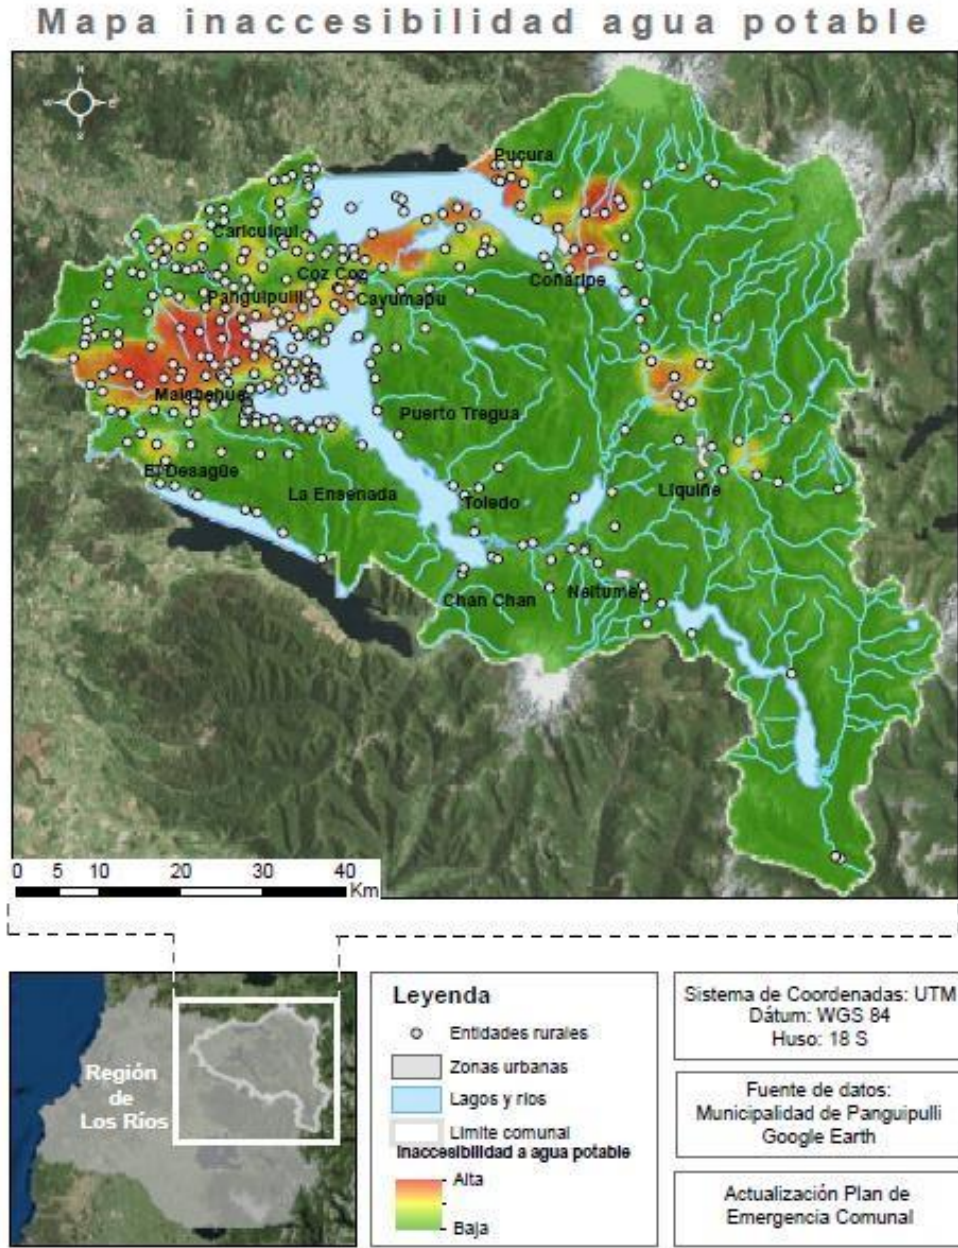 Mapa inaccesibilidad agua potable
N
W E
S
Pucura
Cariculcul
Coz Coz
Coñaripe
Panguipulli
Cayumapu
Malchehue
Puerto Tregua
El Desagüe
La Ensenada
Toledo
Liquiñe
Chan Chan
Neltume
0 5 10 20 30 40
Km
Región
de
Los Ríos
Leyenda
Entidades rurales
Zonas urbanas
Lagos y ríos
Límite comunal
Inaccesibilidad a agua potable
Alta
Baja
Sistema de Coordenadas: UTM
Dátum: WGS 84
Huso: 18 S
Fuente de datos:
Municipalidad de Panguipulli
Google Earth
Actualización Plan de
Emergencia Comunal